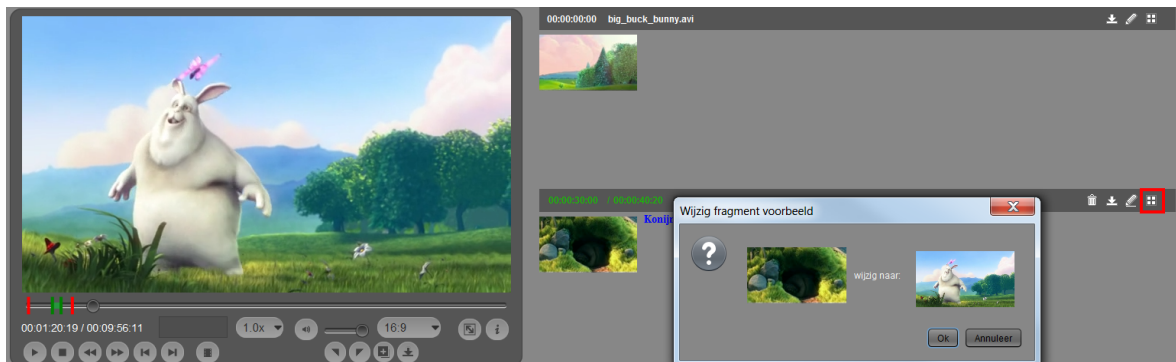 00:00:00:00 big_buck_bunny.avi
00:00:30:00 / 00:00:40:20
Wijzig fragment voorbeeld
X
wijzig naar:
Ok Annuleer
00:01:20:19 / 00:09:56:11
1.0x
16:9
i